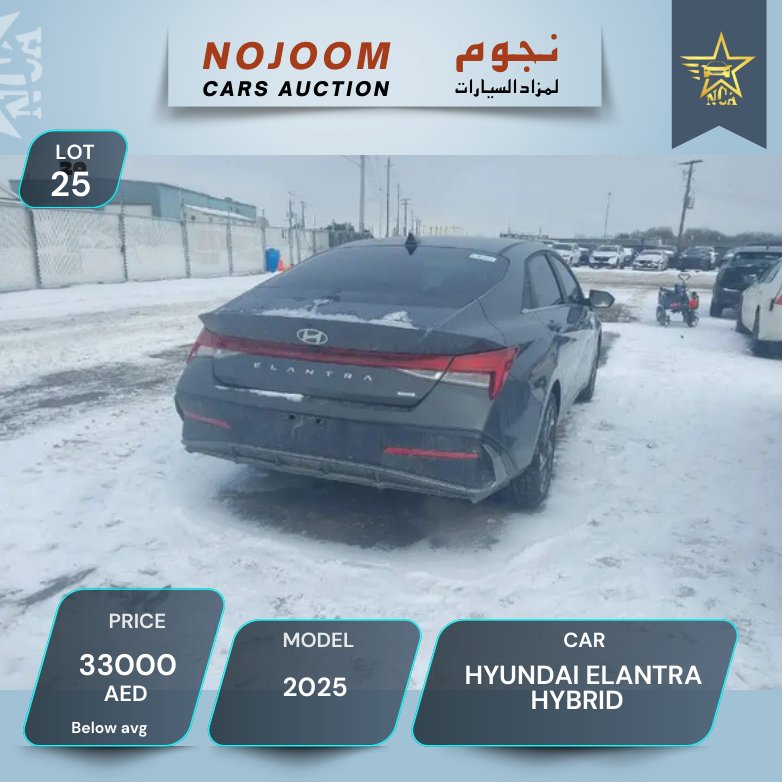 NOJOOM
CARS AUCTION
نجوم
لمزاد السيارات
NCA
NCA
LOT
25
ELANTRA
PRICE
33000
AED
Below avg
MODEL
2025
CAR
HYUNDAI ELANTRA
HYBRID